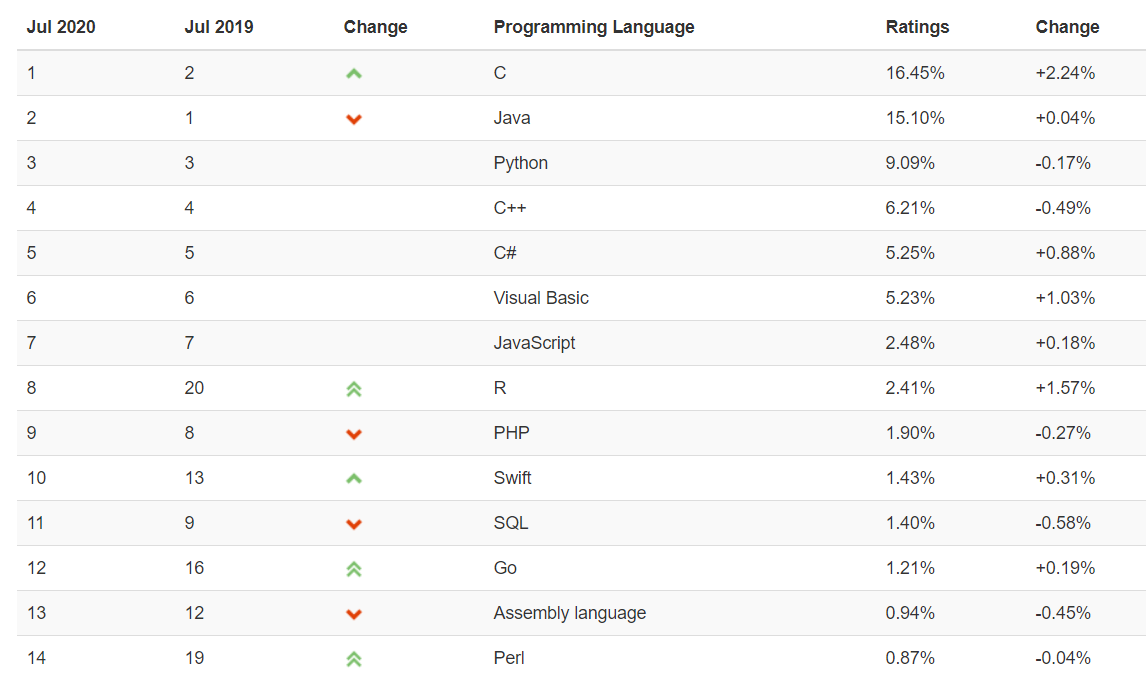 Jul 2020 Jul 2019 Change Programming Language Ratings Change
1 2 C 16.45% +2.24%
2 1 Java 15.10% +0.04%
3 3 Python 9.09% -0.17%
4 4 C++ 6.21% -0.49%
5 5 C# 5.25% +0.88%
6 6 Visual Basic 5.23% +1.03%
7 7 JavaScript 2.48% +0.18%
8 20 R 2.41% +1.57%
9 8 PHP 1.90% -0.27%
10 13 Swift 1.43% +0.31%
11 9 SQL 1.40% -0.58%
12 16 Go 1.21% +0.19%
13 12 Assembly language 0.94% -0.45%
14 19 Perl 0.87% -0.04%